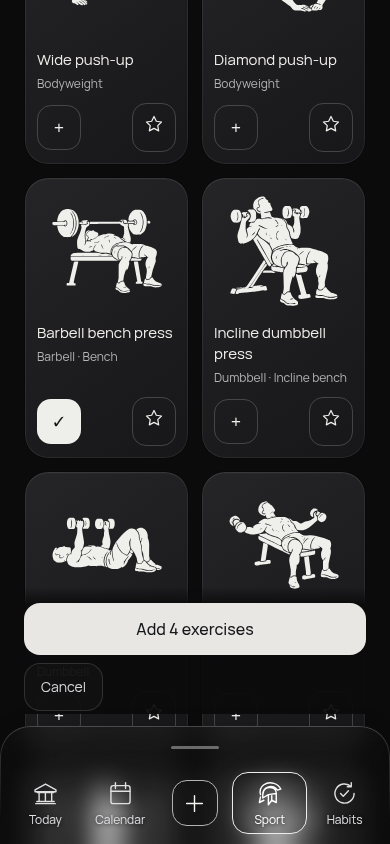 Wide push-up
Diamond push-up
Bodyweight
Bodyweight
+
+
Barbell bench press
Incline dumbbell
press
Barbell · Bench
Dumbbell · Incline bench
✓
+
Add 4 exercises
Dumbbell
Cancel
+
+
Today
Calendar
Sport
Habits